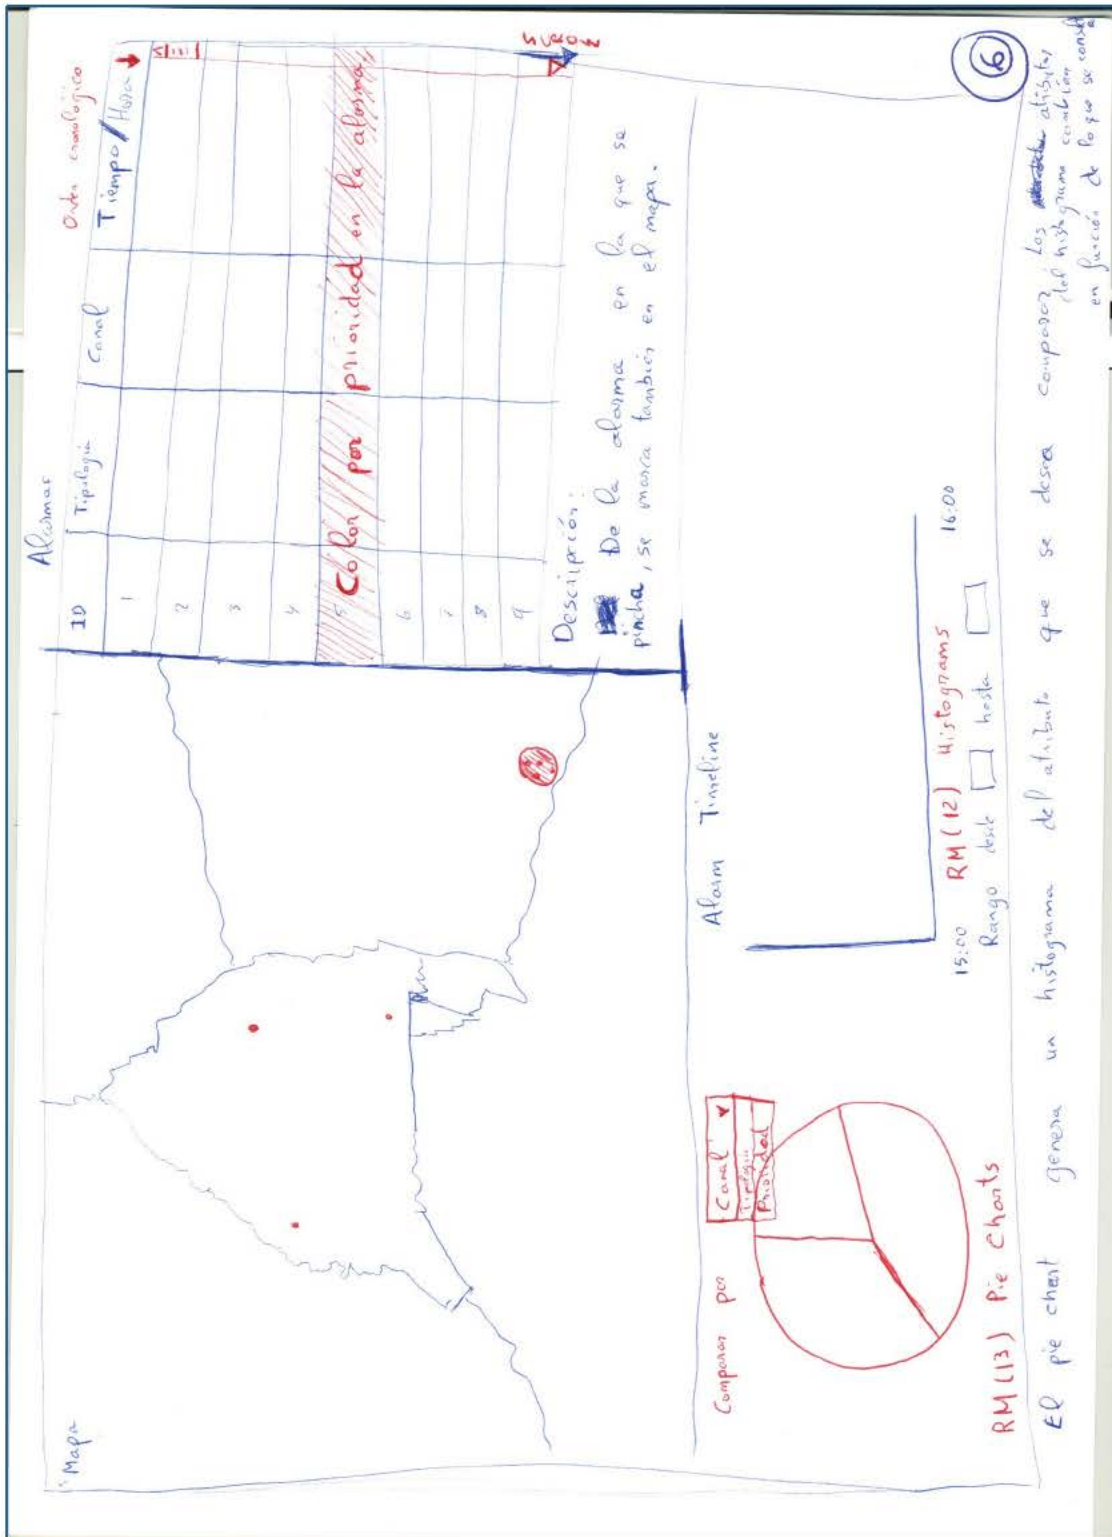 Mapa
Alarmas
Orden cronológico
ID Tipología Canal Tiempo/Hora
1
2
3
4
5 Color por prioridad en la alarma
6
7
8
9
Descripción:
De la alarma en la que se
pincha, se marca también en el mapa.
Comparar por
Canal
Tipología
Prioridad
RM(13) Pie Charts
Alarm Timeline
15:00 16:00
RM(12) Histograms
Rango desde hasta
El pie chart genera un histograma del atributo que se desea comparar
Los atributos
del histograma cambian
en función de lo que se consulta
6